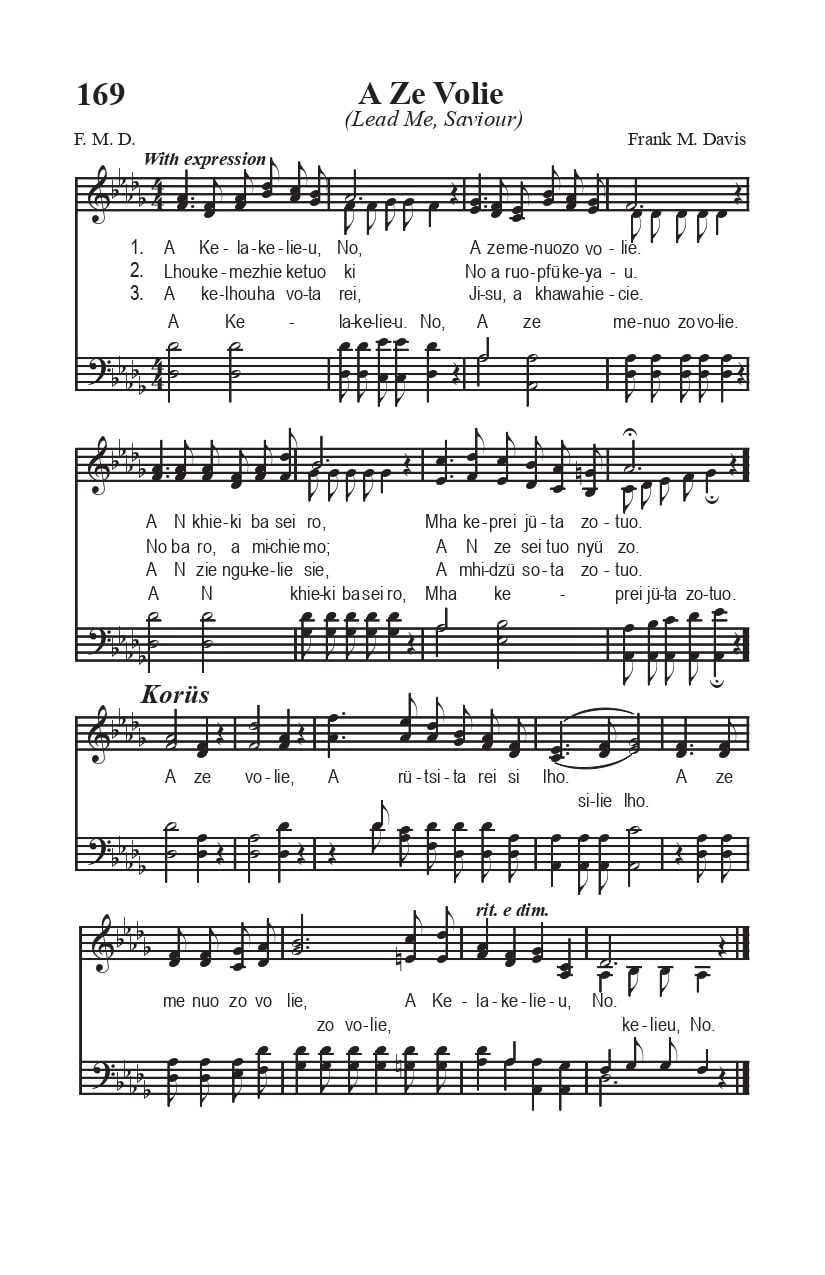 169 A Ze Volie
(Lead Me, Saviour)
F. M. D. Frank M. Davis
With expression
1. A Ke - la - ke - lie - u, No, A zeme-nuozo vo - lie.
2. Lhouke-mezhie ketuo ki No a ruo-pfü ke-ya - u.
3. A ke-lhouha vo-ta rei, Ji-su, a khawahie-cie.
A Ke - la-ke-lie-u. No, A ze me-nuo zovolie.
A N khie-ki ba sei ro, Mha ke-prei jü-ta zo-tuo.
No ba ro, a mi-chie mo; A N ze sei tuo nyü zo.
A N zie ngu-ke-lie sie, A mhi-dzü so-ta zo-tuo.
A N khie-ki ba sei ro, Mha ke - prei jü-ta zo-tuo.
Korüs
A ze vo-lie, A rü-tsi-ta rei si lho. A ze
si-lie lho.
rit. e dim.
me nuo zo vo lie, A Ke-la-ke-lie-u, No.
zo vo-lie, ke-lieu, No.